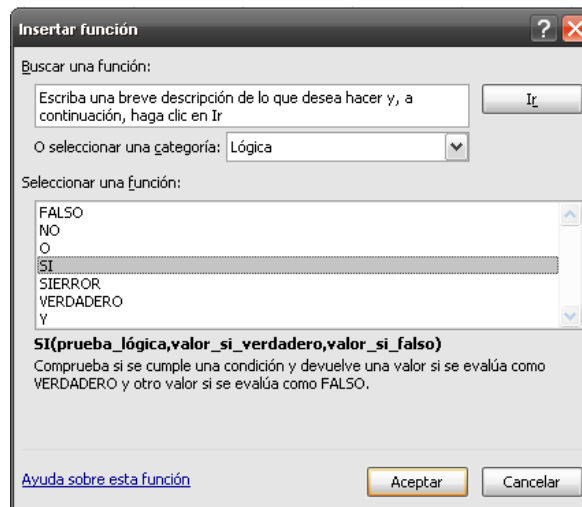 Insertar función
Buscar una función:
Escriba una breve descripción de lo que desea hacer y, a
continuación, haga clic en Ir
Ir
O seleccionar una categoría: Lógica
Seleccionar una función:
FALSO
NO
O
SI
SIERROR
VERDADERO
Y
SI(prueba_lógica,valor_si_verdadero,valor_si_falso)
Comprueba si se cumple una condición y devuelve una valor si se evalúa como
VERDADERO y otro valor si se evalúa como FALSO.
Ayuda sobre esta función
Aceptar
Cancelar